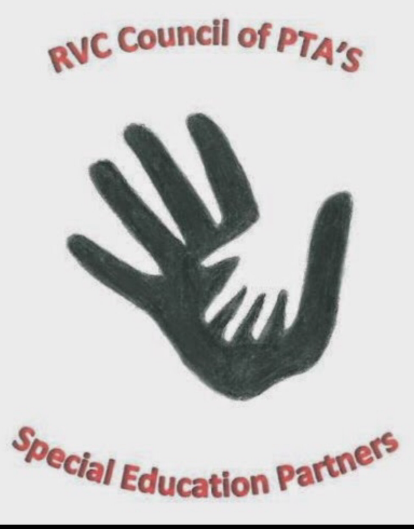 RVC Council of PTA'S
Special Education Partners